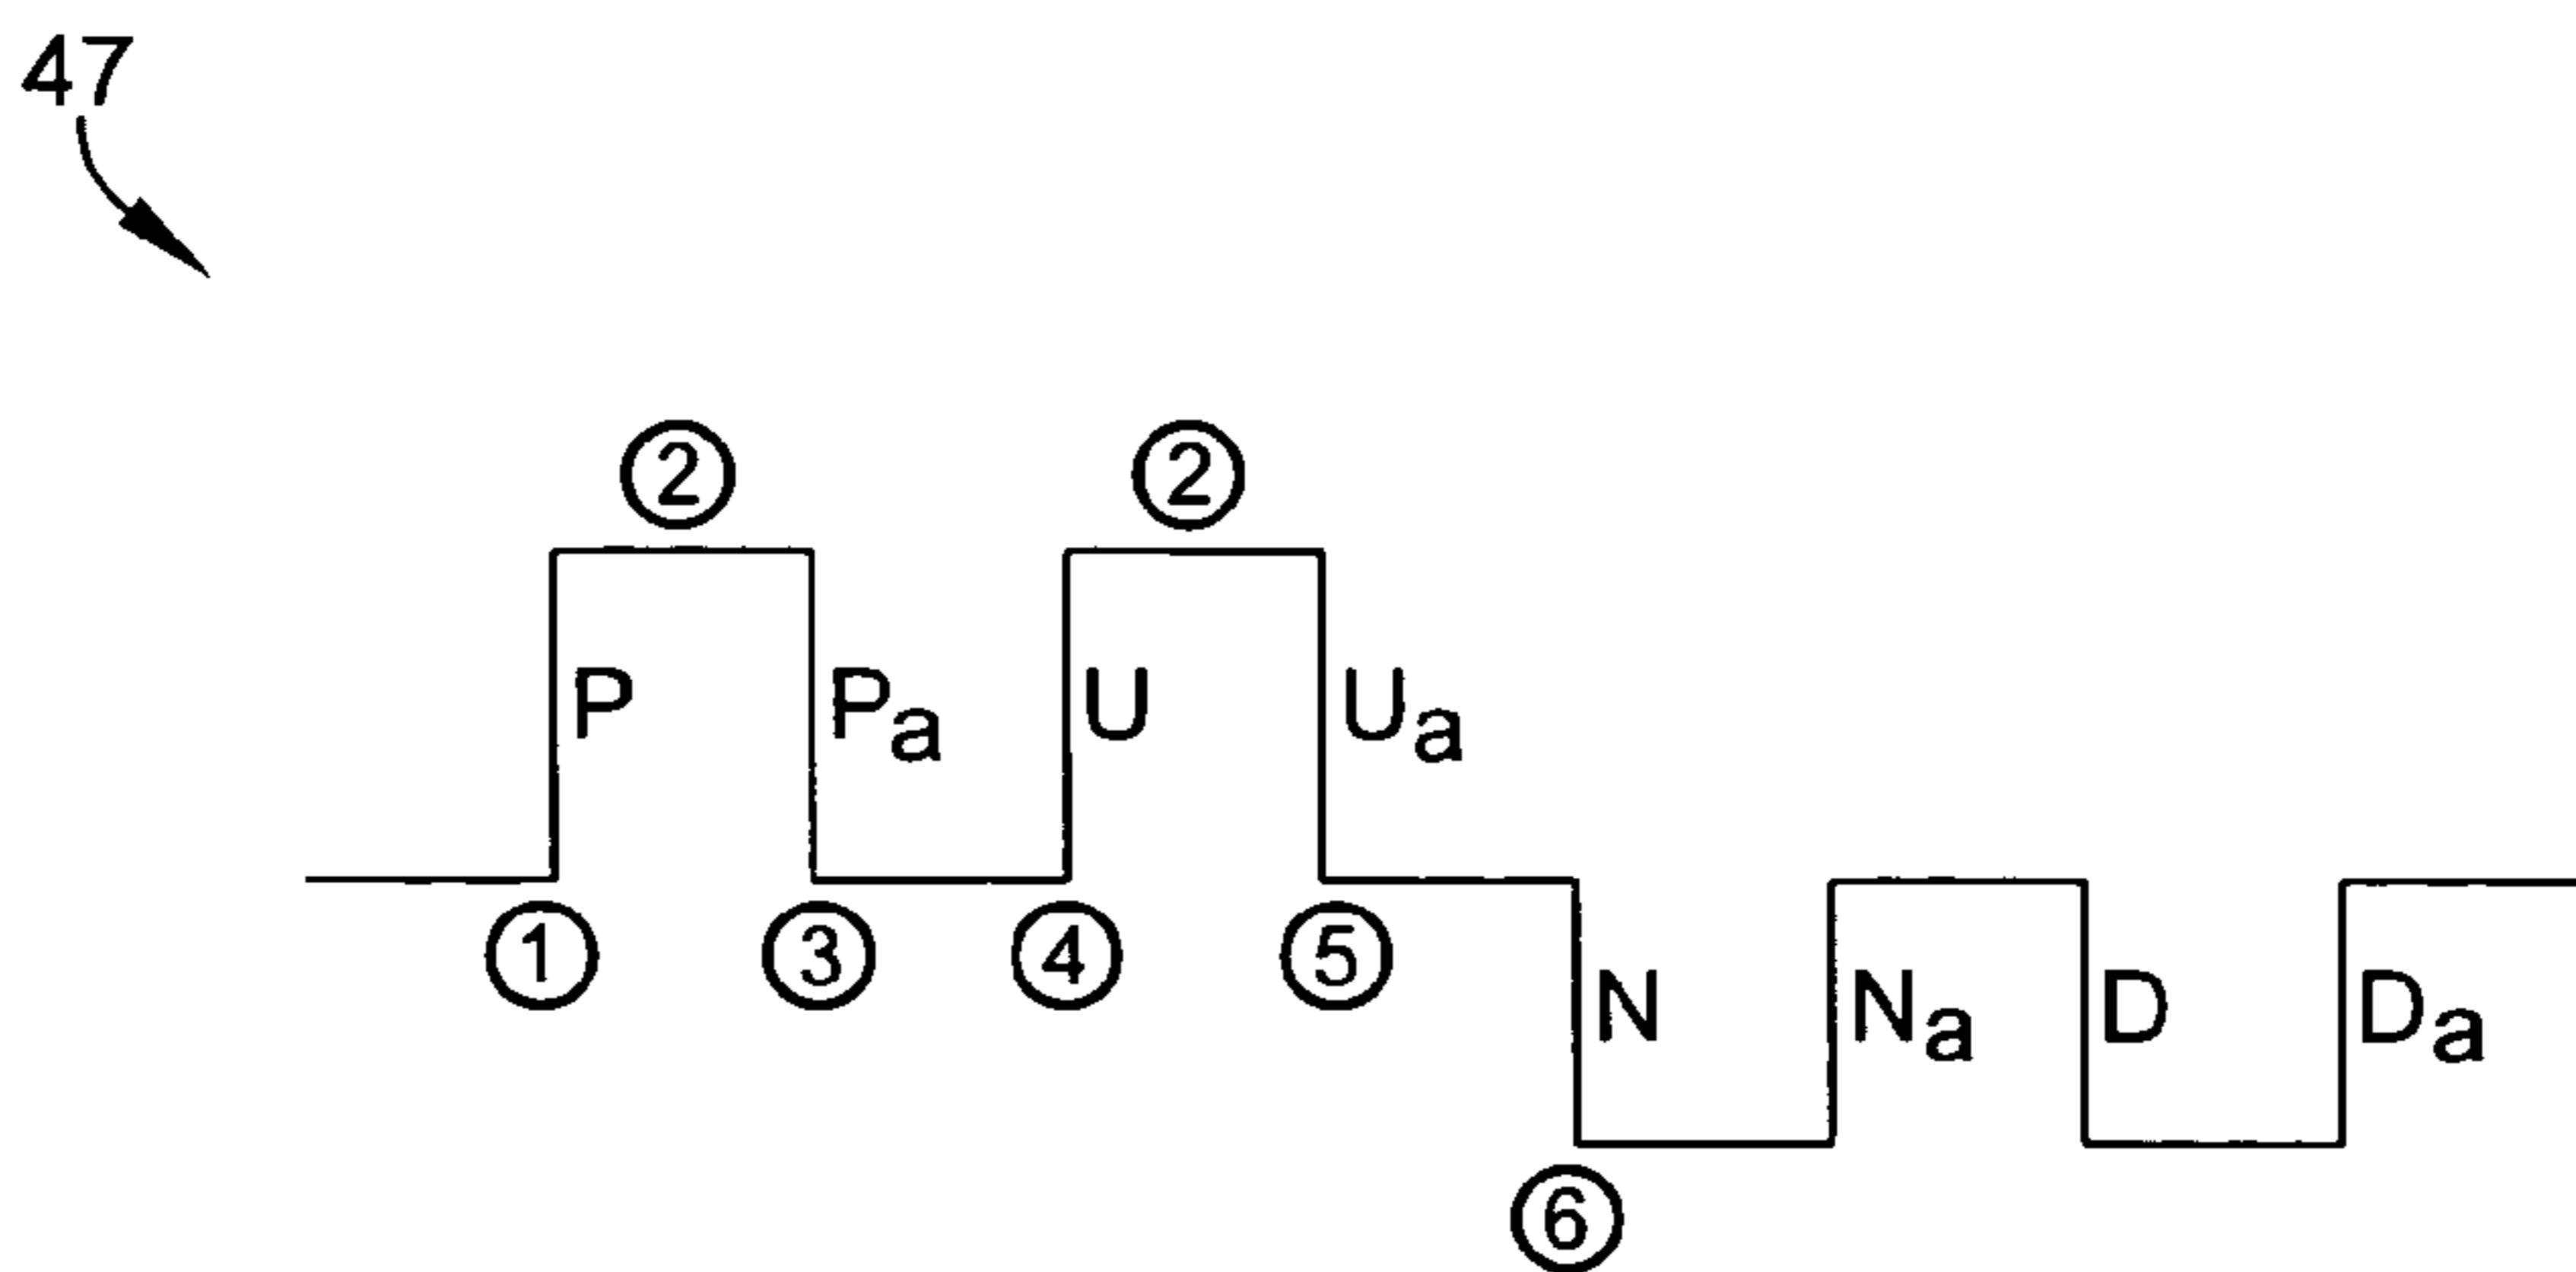 47
② ②
P Pa U Ua
① ③ ④ ⑤
N Na D Da
⑥